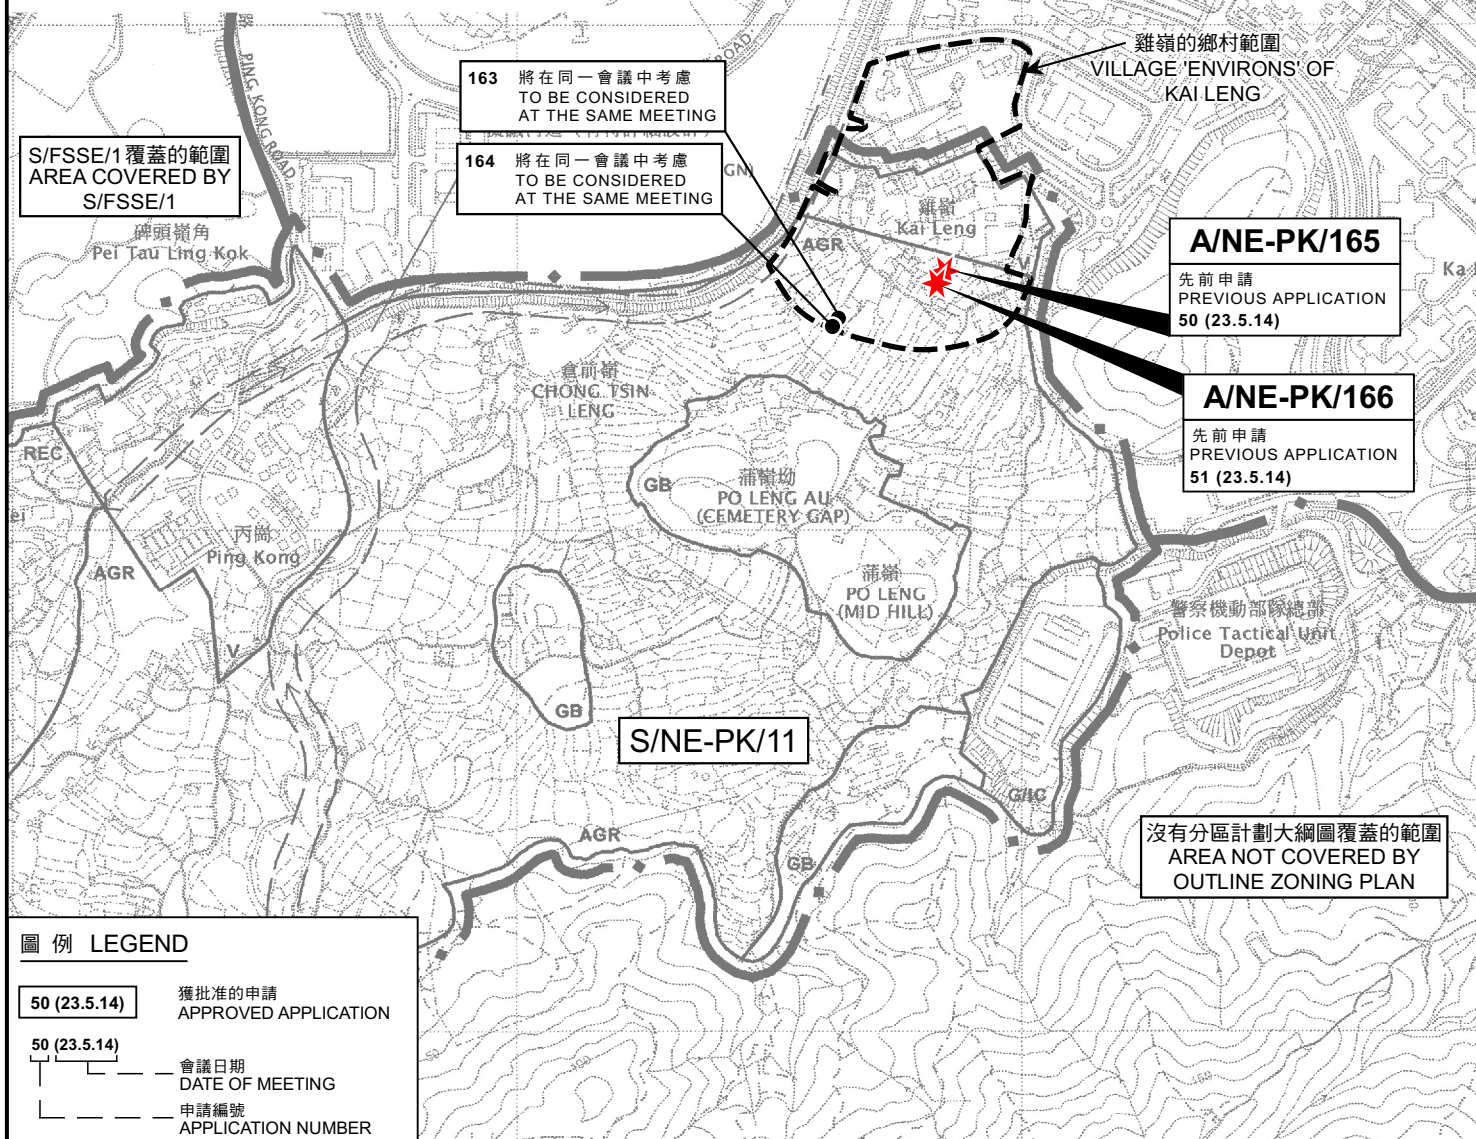 雞嶺的鄉村範圍
VILLAGE 'ENVIRONS' OF
KAI LENG
PING KONG ROAD
ROAD
163 將在同一會議中考慮
TO BE CONSIDERED
AT THE SAME MEETING
164 將在同一會議中考慮
TO BE CONSIDERED
AT THE SAME MEETING
GN)
S/FSSE/1 覆蓋的範圍
AREA COVERED BY
S/FSSE/1
碑頭嶺角
Pei Tau Ling Kok
雞嶺
Kai Leng
AGR
V
A/NE-PK/165
先前申請
PREVIOUS APPLICATION
50 (23.5.14)
Ka
A/NE-PK/166
先前申請
PREVIOUS APPLICATION
51 (23.5.14)
倉前嶺
CHONG TSIN
LENG
REC
GB
蒲嶺坳
PO LENG AU
(CEMETERY GAP)
ei
丙崗
Ping Kong
AGR
蒲嶺
PO LENG
(MID HILL)
警察機動部隊總部
Police Tactical Unit
Depot
V
GB
S/NE-PK/11
G/IC
AGR
GB
沒有分區計劃大綱圖覆蓋的範圍
AREA NOT COVERED BY
OUTLINE ZONING PLAN
圖 例 LEGEND
50 (23.5.14)
獲批准的申請
APPROVED APPLICATION
50 (23.5.14)
會議日期
DATE OF MEETING
申請編號
APPLICATION NUMBER